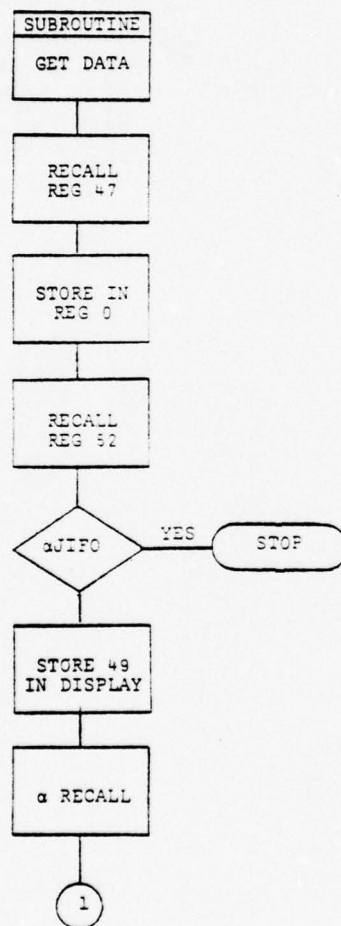 SUBROUTINE
GET DATA
RECALL
REG 47
STORE IN
REG 0
RECALL
REG 52
αJIFO
YES
STOP
STORE 49
IN DISPLAY
α RECALL
1